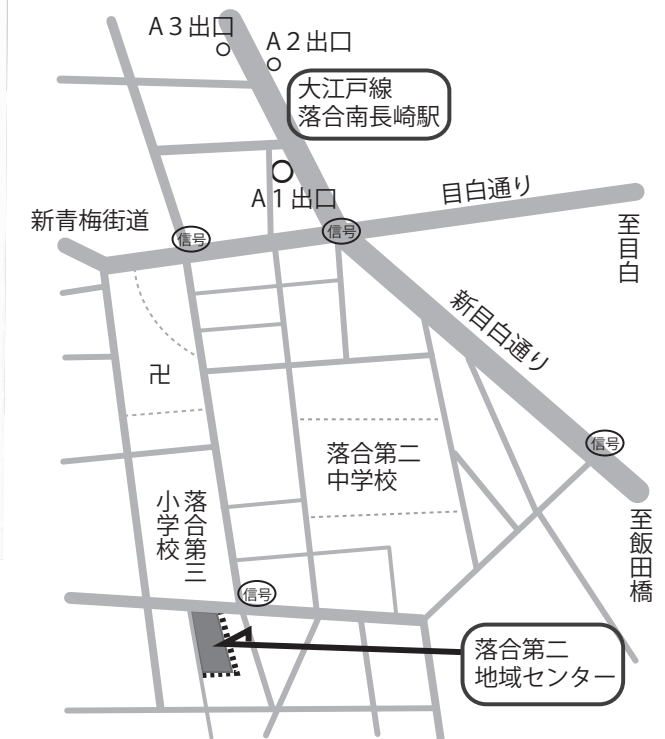 A3出口
A2出口
大江戸線
落合南長崎駅
A1出口
目白通り
新青梅街道
信号
信号
至目白
新目白通り
卍
信号
落合第二
中学校
落合第三
小学校
至飯田橋
信号
落合第二
地域センター